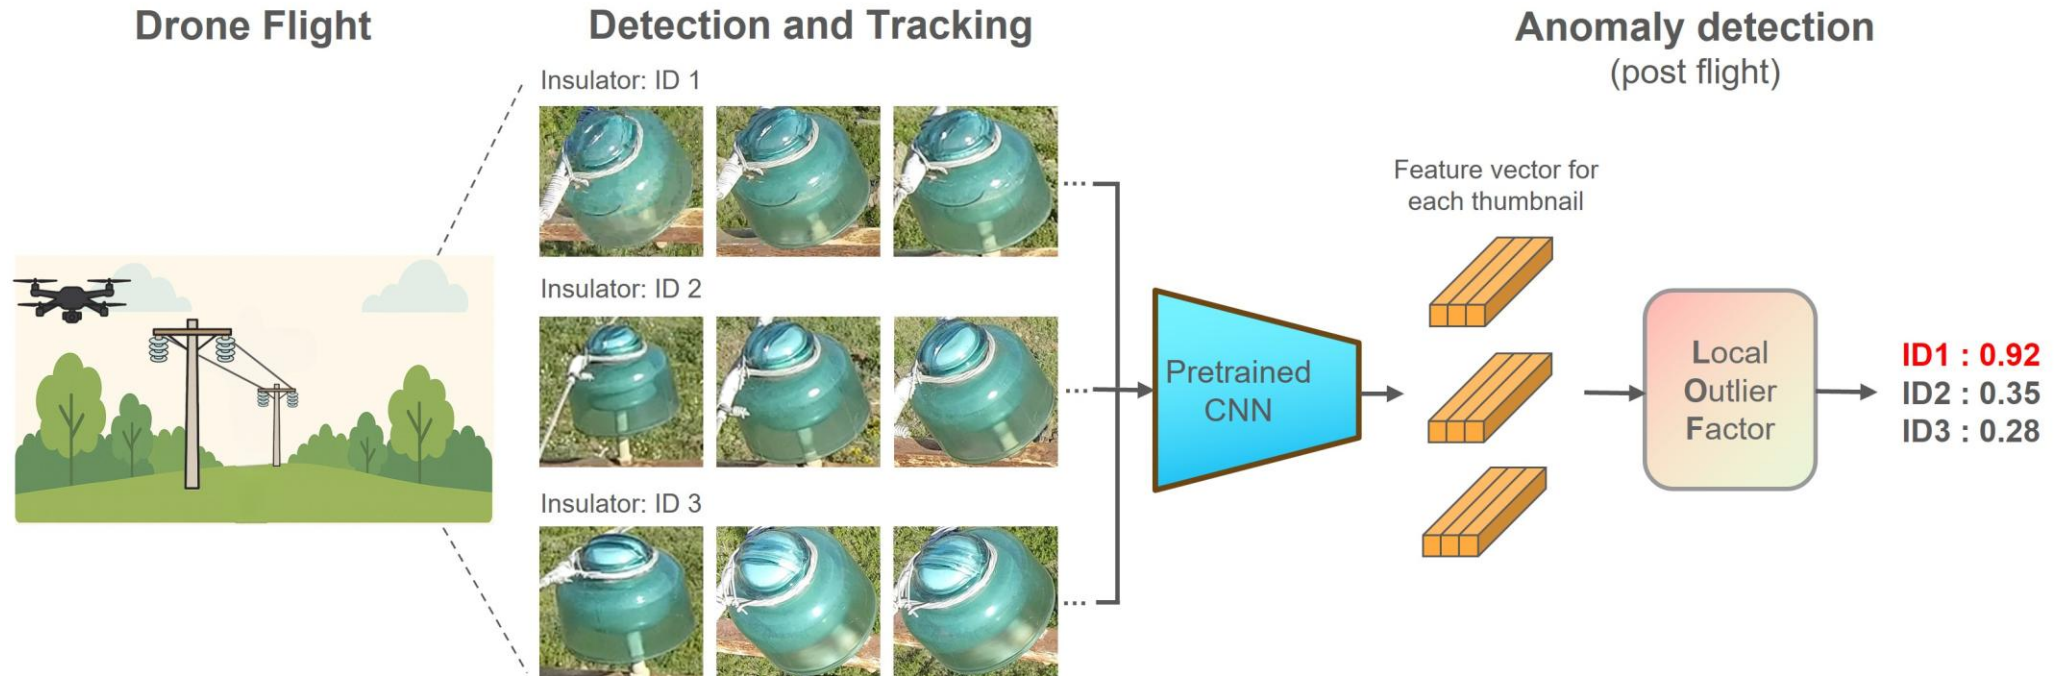 Drone Flight
Detection and Tracking
Anomaly detection
(post flight)
Insulator: ID 1
Insulator: ID 2
Insulator: ID 3
...
...
...
Pretrained
CNN
Feature vector for
each thumbnail
Local
Outlier
Factor
ID1 : 0.92
ID2 : 0.35
ID3 : 0.28